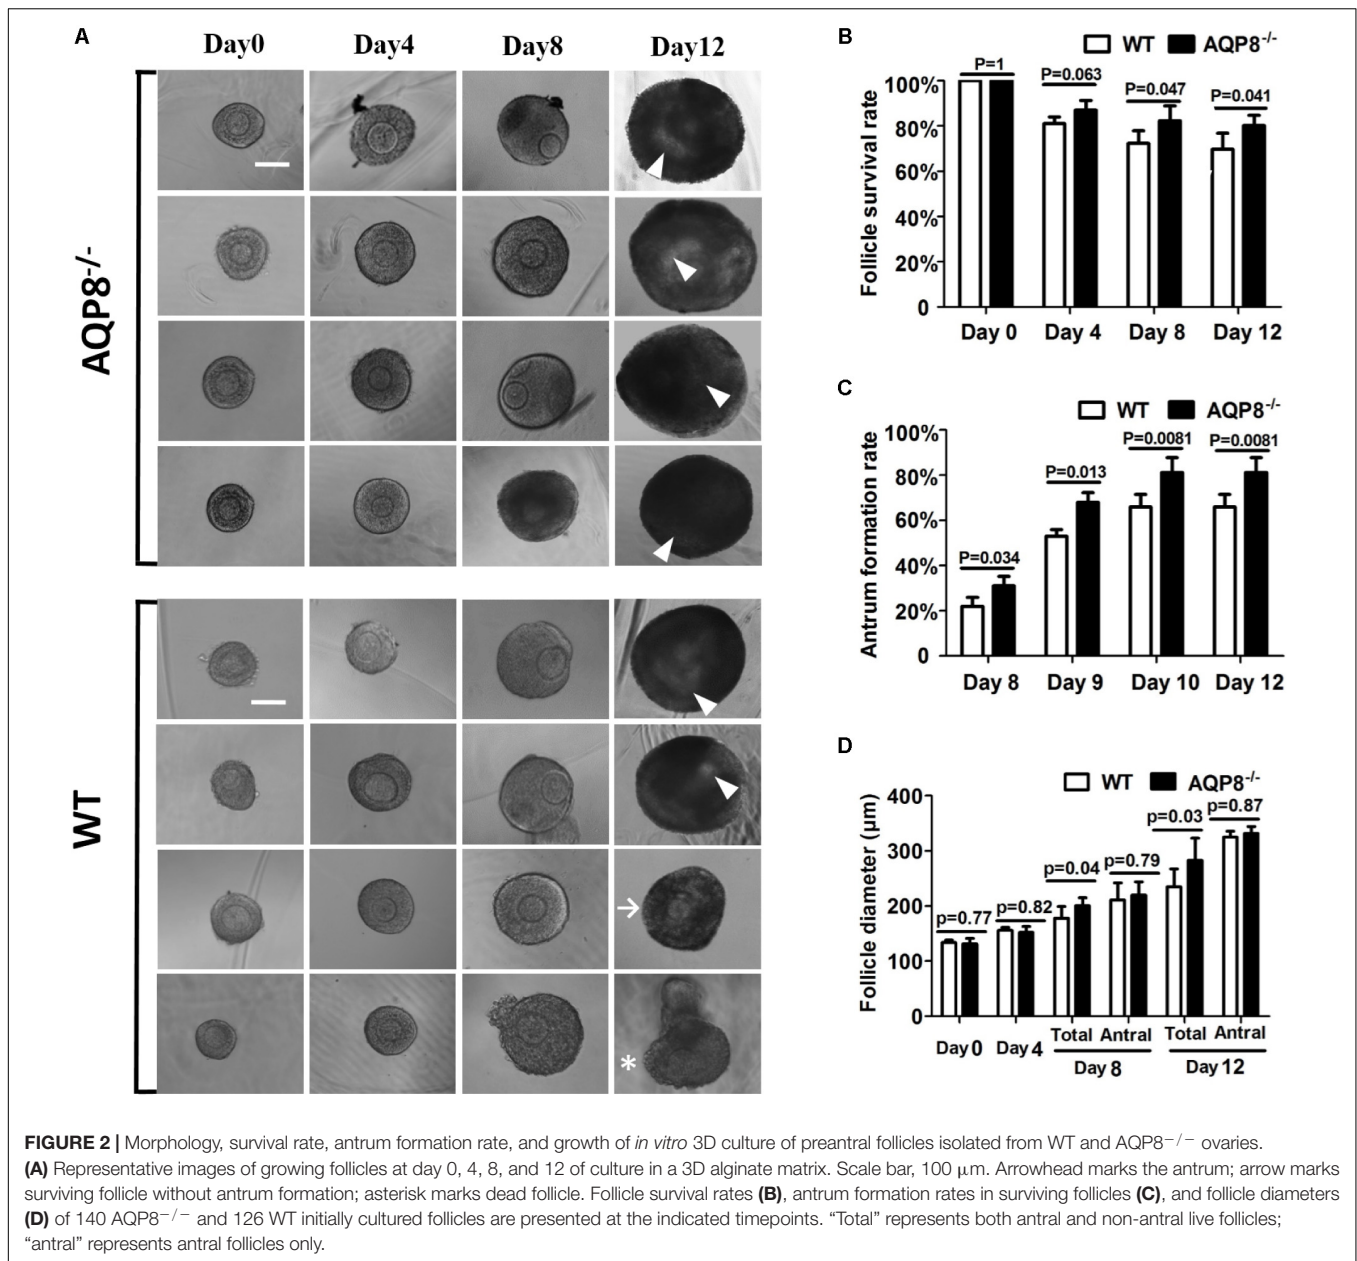 A
Day0 Day4 Day8 Day12
AQP8-/-
WT
*
B
WT AQP8-/-
Follicle survival rate
100%
80%
60%
40%
20%
0
P=1
P=0.063
P=0.047
P=0.041
Day 0 Day 4 Day 8 Day 12
C
WT AQP8-/-
Antrum formation rate
100%
80%
60%
40%
20%
0
P=0.034
P=0.013
P=0.0081
P=0.0081
Day 8 Day 9 Day 10 Day 12
D
WT AQP8-/-
Follicle diameter (μm)
400
300
200
100
0
p=0.77
p=0.82
p=0.04
p=0.79
p=0.03
p=0.87
Total Antral Total Antral
Day 0 Day 4 Day 8 Day 12
FIGURE 2 | Morphology, survival rate, antrum formation rate, and growth of in vitro 3D culture of preantral follicles isolated from WT and AQP8−/− ovaries.
(A) Representative images of growing follicles at day 0, 4, 8, and 12 of culture in a 3D alginate matrix. Scale bar, 100 μm. Arrowhead marks the antrum; arrow marks
surviving follicle without antrum formation; asterisk marks dead follicle. Follicle survival rates (B), antrum formation rates in surviving follicles (C), and follicle diameters
(D) of 140 AQP8−/− and 126 WT initially cultured follicles are presented at the indicated timepoints. “Total” represents both antral and non-antral live follicles;
“antral” represents antral follicles only.